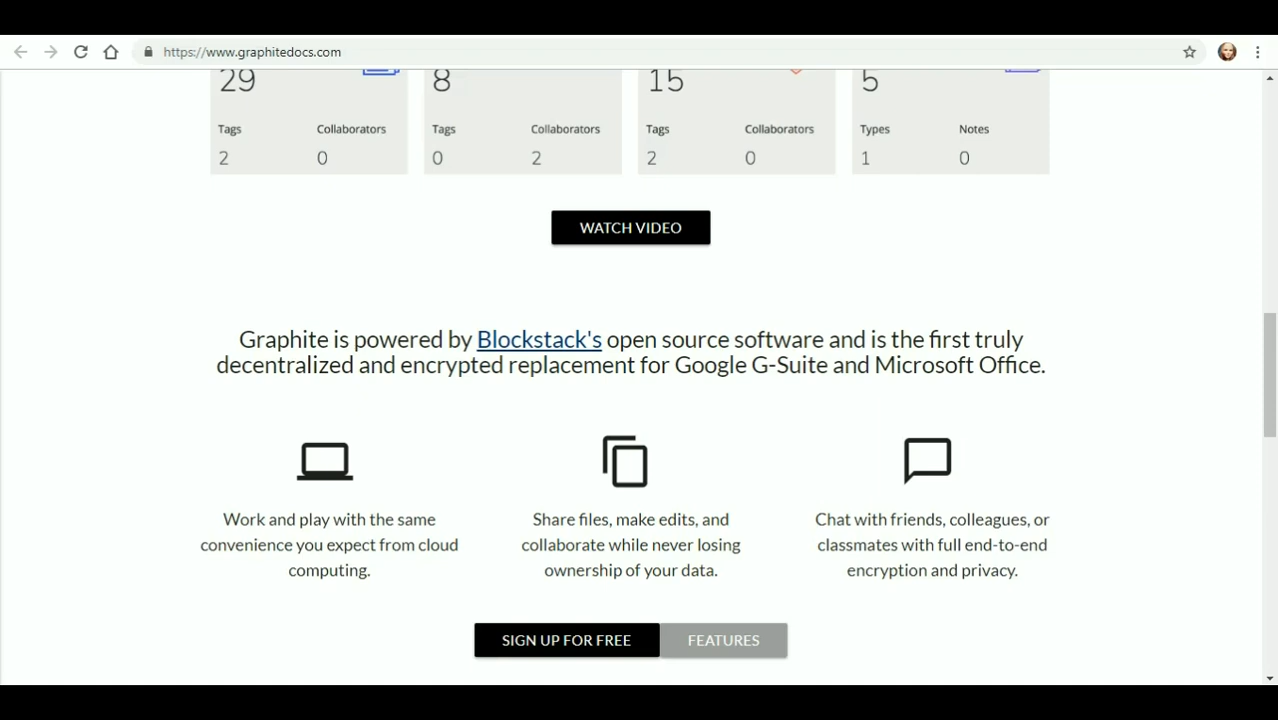 https://www.graphitedocs.com
29 8 15 5
Tags Collaborators Tags Collaborators Tags Collaborators Types Notes
2 0 0 2 2 0 1 0
WATCH VIDEO
Graphite is powered by Blockstack's open source software and is the first truly
decentralized and encrypted replacement for Google G-Suite and Microsoft Office.
Work and play with the same
convenience you expect from cloud
computing.
Share files, make edits, and
collaborate while never losing
ownership of your data.
Chat with friends, colleagues, or
classmates with full end-to-end
encryption and privacy.
SIGN UP FOR FREE FEATURES